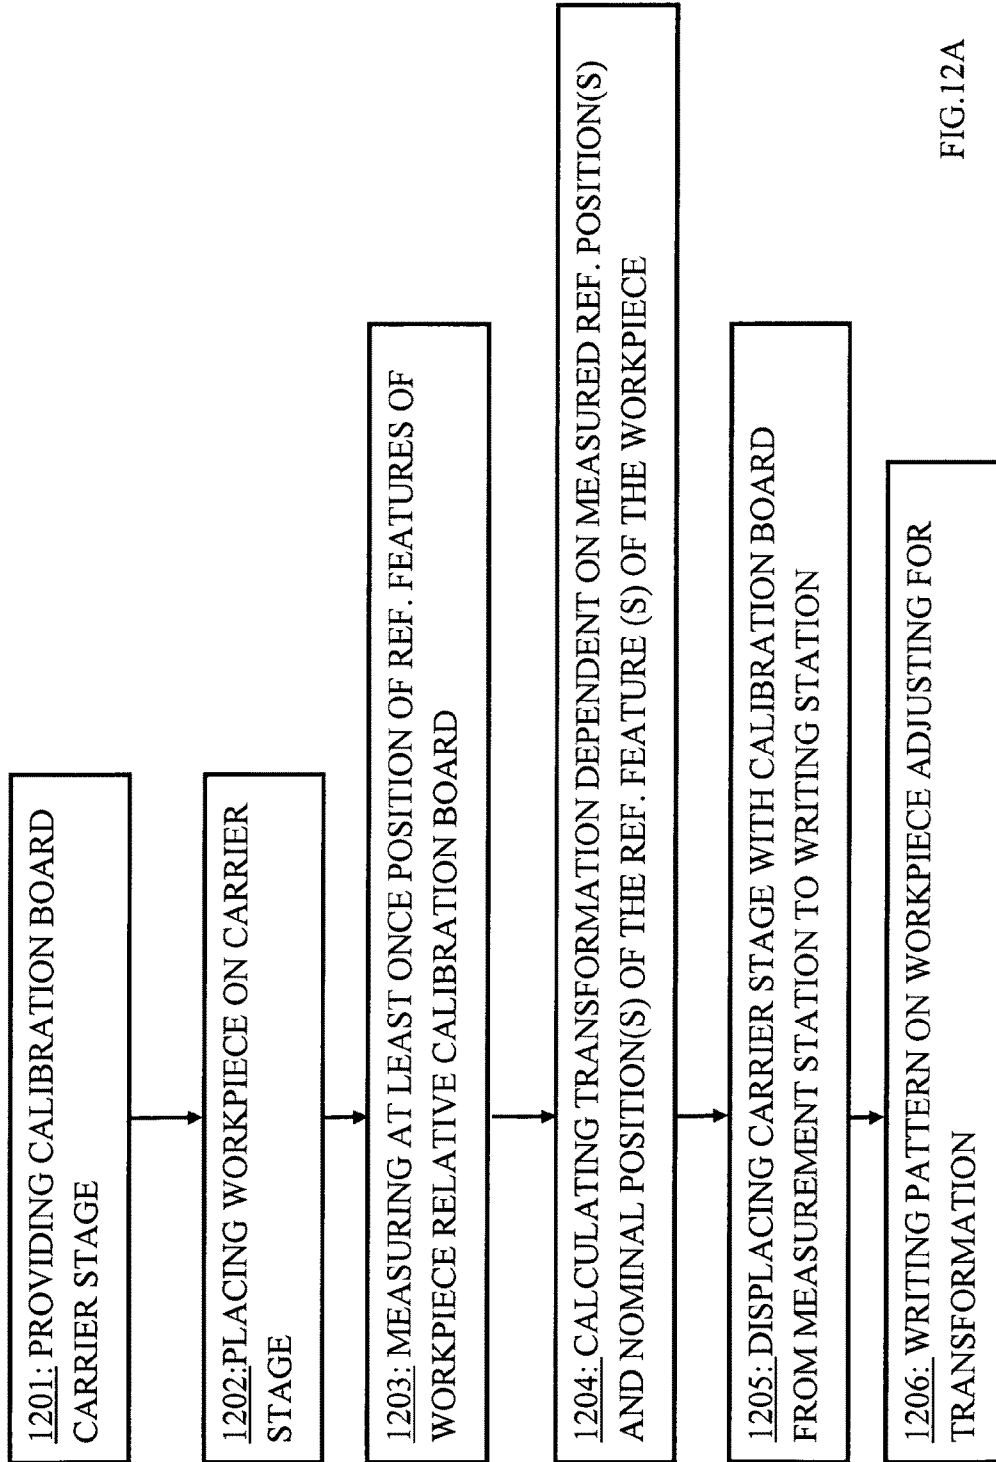 1201: PROVIDING CALIBRATION BOARD
CARRIER STAGE
1202:PLACING WORKPIECE ON CARRIER
STAGE
1203: MEASURING AT LEAST ONCE POSITION OF REF. FEATURES OF
WORKPIECE RELATIVE CALIBRATION BOARD
1204: CALCULATING TRANSFORMATION DEPENDENT ON MEASURED REF. POSITION(S)
AND NOMINAL POSITION(S) OF THE REF. FEATURE (S) OF THE WORKPIECE
1205: DISPLACING CARRIER STAGE WITH CALIBRATION BOARD
FROM MEASUREMENT STATION TO WRITING STATION
1206: WRITING PATTERN ON WORKPIECE ADJUSTING FOR
TRANSFORMATION
FIG.12A